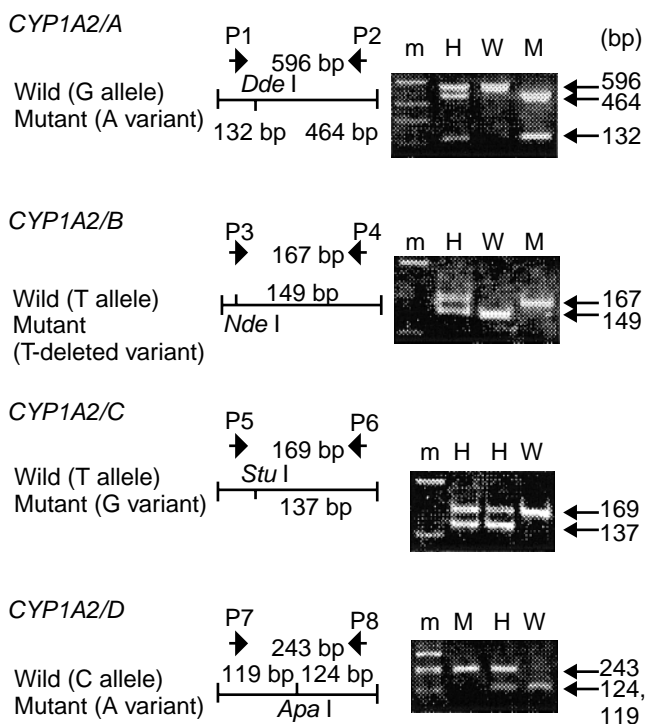 CYP1A2/A
P1 P2 m H W M (bp)
596 bp 596
Dde I
Wild (G allele) 464
Mutant (A variant)
132 bp 464 bp 132
CYP1A2/B
P3 P4 m H W M
167 bp
149 bp 167
Wild (T allele)
Mutant Nde I 149
(T-deleted variant)
CYP1A2/C
P5 P6 m H H W
169 bp
Stu I
Wild (T allele) 169
Mutant (G variant) 137 bp 137
CYP1A2/D
P7 P8 m M H W
243 bp 243
119 bp 124 bp
Wild (C allele) 124,
Mutant (A variant) Apa I 119